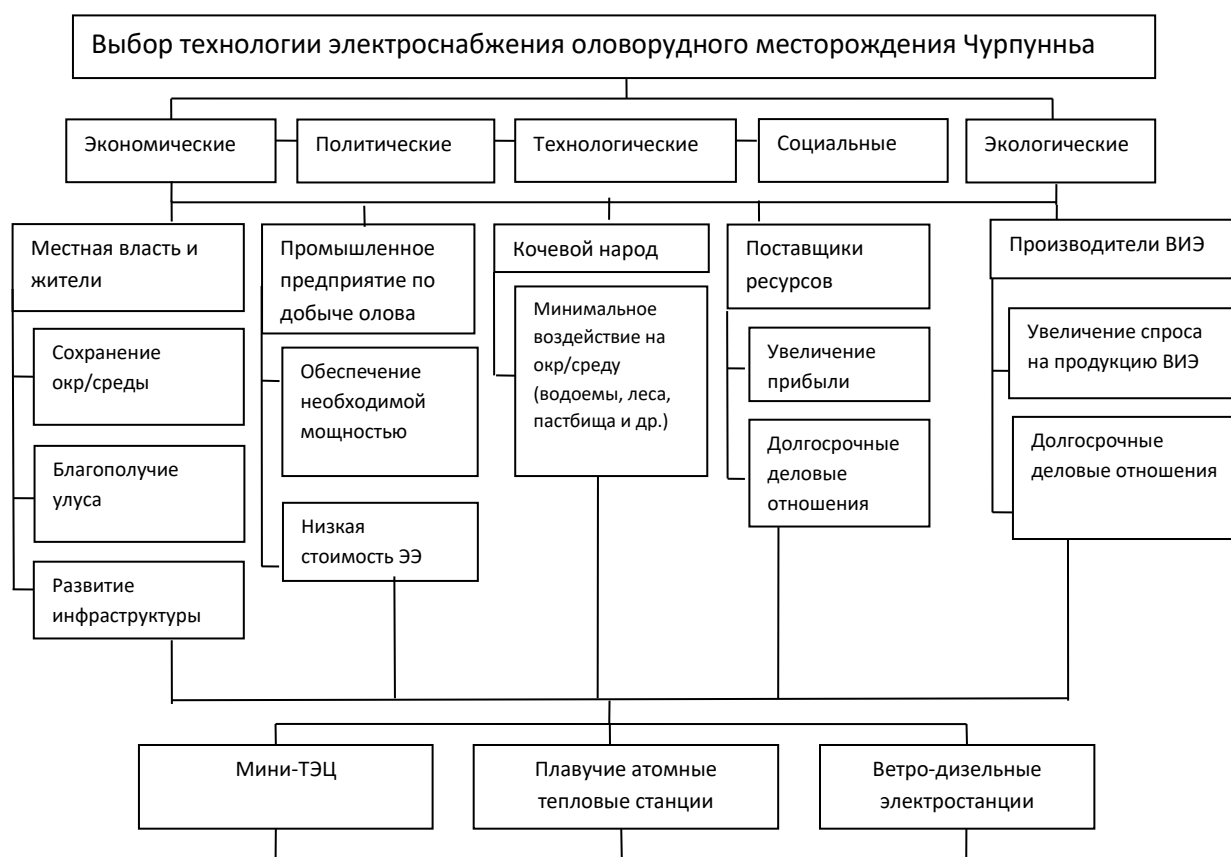 Выбор технологии электроснабжения оловорудного месторождения Чурпунньа
Экономические
Политические
Технологические
Социальные
Экологические
Местная власть и
жители
Сохранение
окр/среды
Благополучие
улуса
Развитие
инфраструктуры
Промышленное
предприятие по
добыче олова
Обеспечение
необходимой
мощностью
Низкая
стоимость ЭЭ
Кочевой народ
Минимальное
воздействие на
окр/среду
(водоемы, леса,
пастбища и др.)
Поставщики
ресурсов
Увеличение
прибыли
Долгосрочные
деловые
отношения
Производители ВИЭ
Увеличение спроса
на продукцию ВИЭ
Долгосрочные
деловые отношения
Мини-ТЭЦ
Плавучие атомные
тепловые станции
Ветро-дизельные
электростанции